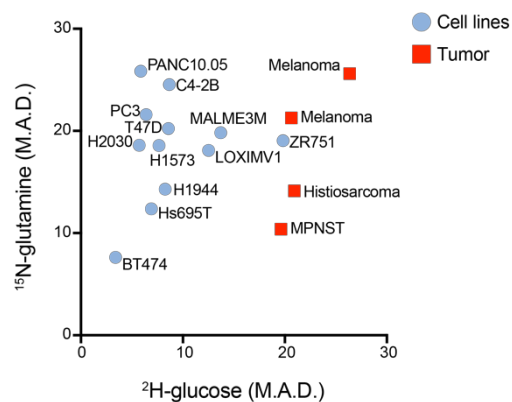 Cell lines
Tumor
30
20
10
0
0
10
20
30
¹⁵N-glutamine (M.A.D.)
²H-glucose (M.A.D.)
PANC10.05
Melanoma
C4-2B
PC3
MALME3M
Melanoma
T47D
H2030
ZR751
H1573
LOXIMV1
H1944
Histiosarcoma
Hs695T
MPNST
BT474